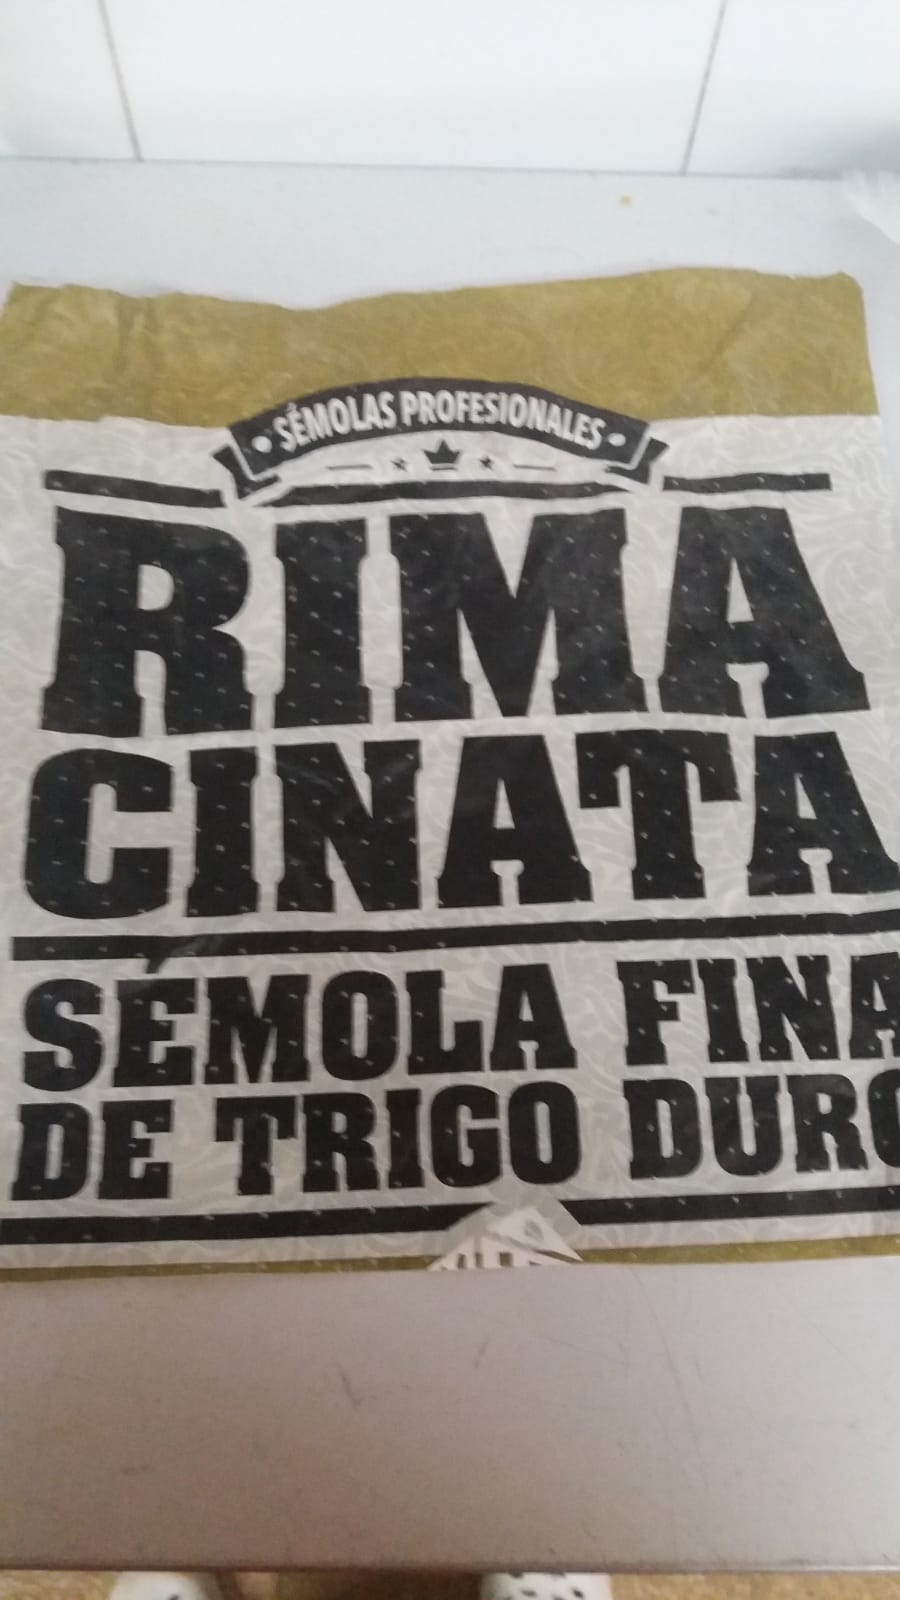 SÉMOLAS PROFESIONALES
RIMA
CINATA
SÉMOLA FINA
DE TRIGO DURO